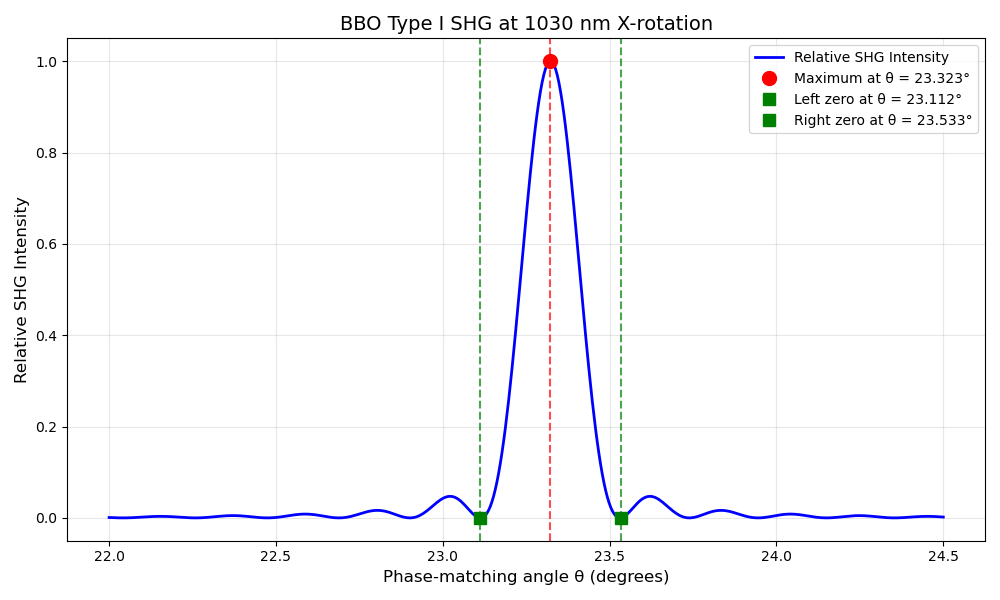 BBO Type I SHG at 1030 nm X-rotation
Relative SHG Intensity
Maximum at θ = 23.323°
Left zero at θ = 23.112°
Right zero at θ = 23.533°
Relative SHG Intensity
1.0
0.8
0.6
0.4
0.2
0.0
22.0 22.5 23.0 23.5 24.0 24.5
Phase-matching angle θ (degrees)